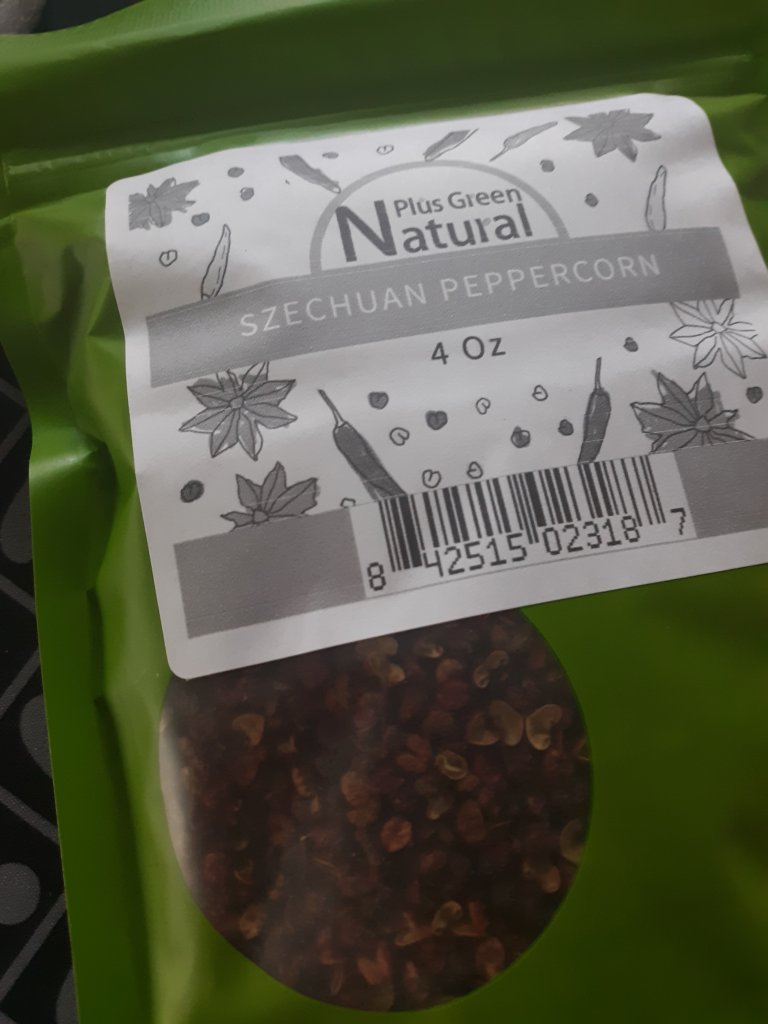 Plus Green
Natural
SZECHUAN PEPPERCORN
4 Oz
8 42515 02318 7